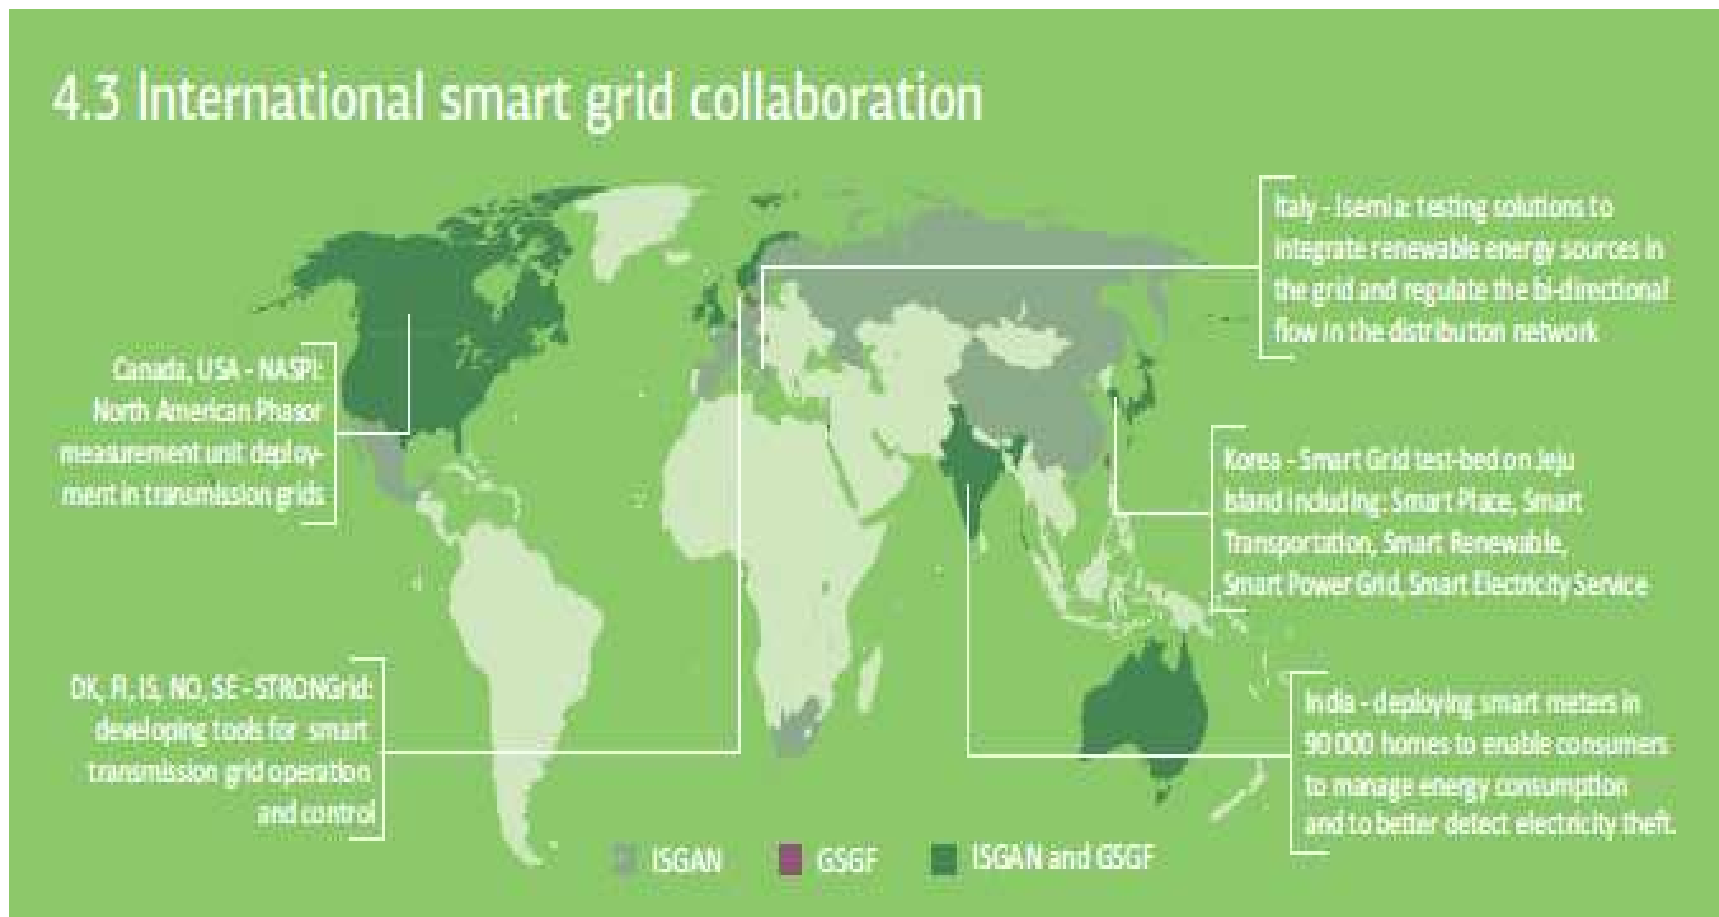 4.3 International smart grid collaboration
Italy - Isernia: testing solutions to
integrate renewable energy sources in
the grid and regulate the bi-directional
flow in the distribution network
Canada, USA - NASPI:
North American Phasor
measurement unit deploy-
ment in transmission grids
Korea - Smart Grid test-bed on Jeju
Island including: Smart Place, Smart
Transportation, Smart Renewable,
Smart Power Grid, Smart Electricity Service
DK, FI, IS, NO, SE - STRONGrid:
developing tools for smart
transmission grid operation
and control
India - deploying smart meters in
90 000 homes to enable consumers
to manage energy consumption
and to better detect electricity theft.
ISGAN
GSGF
ISGAN and GSGF